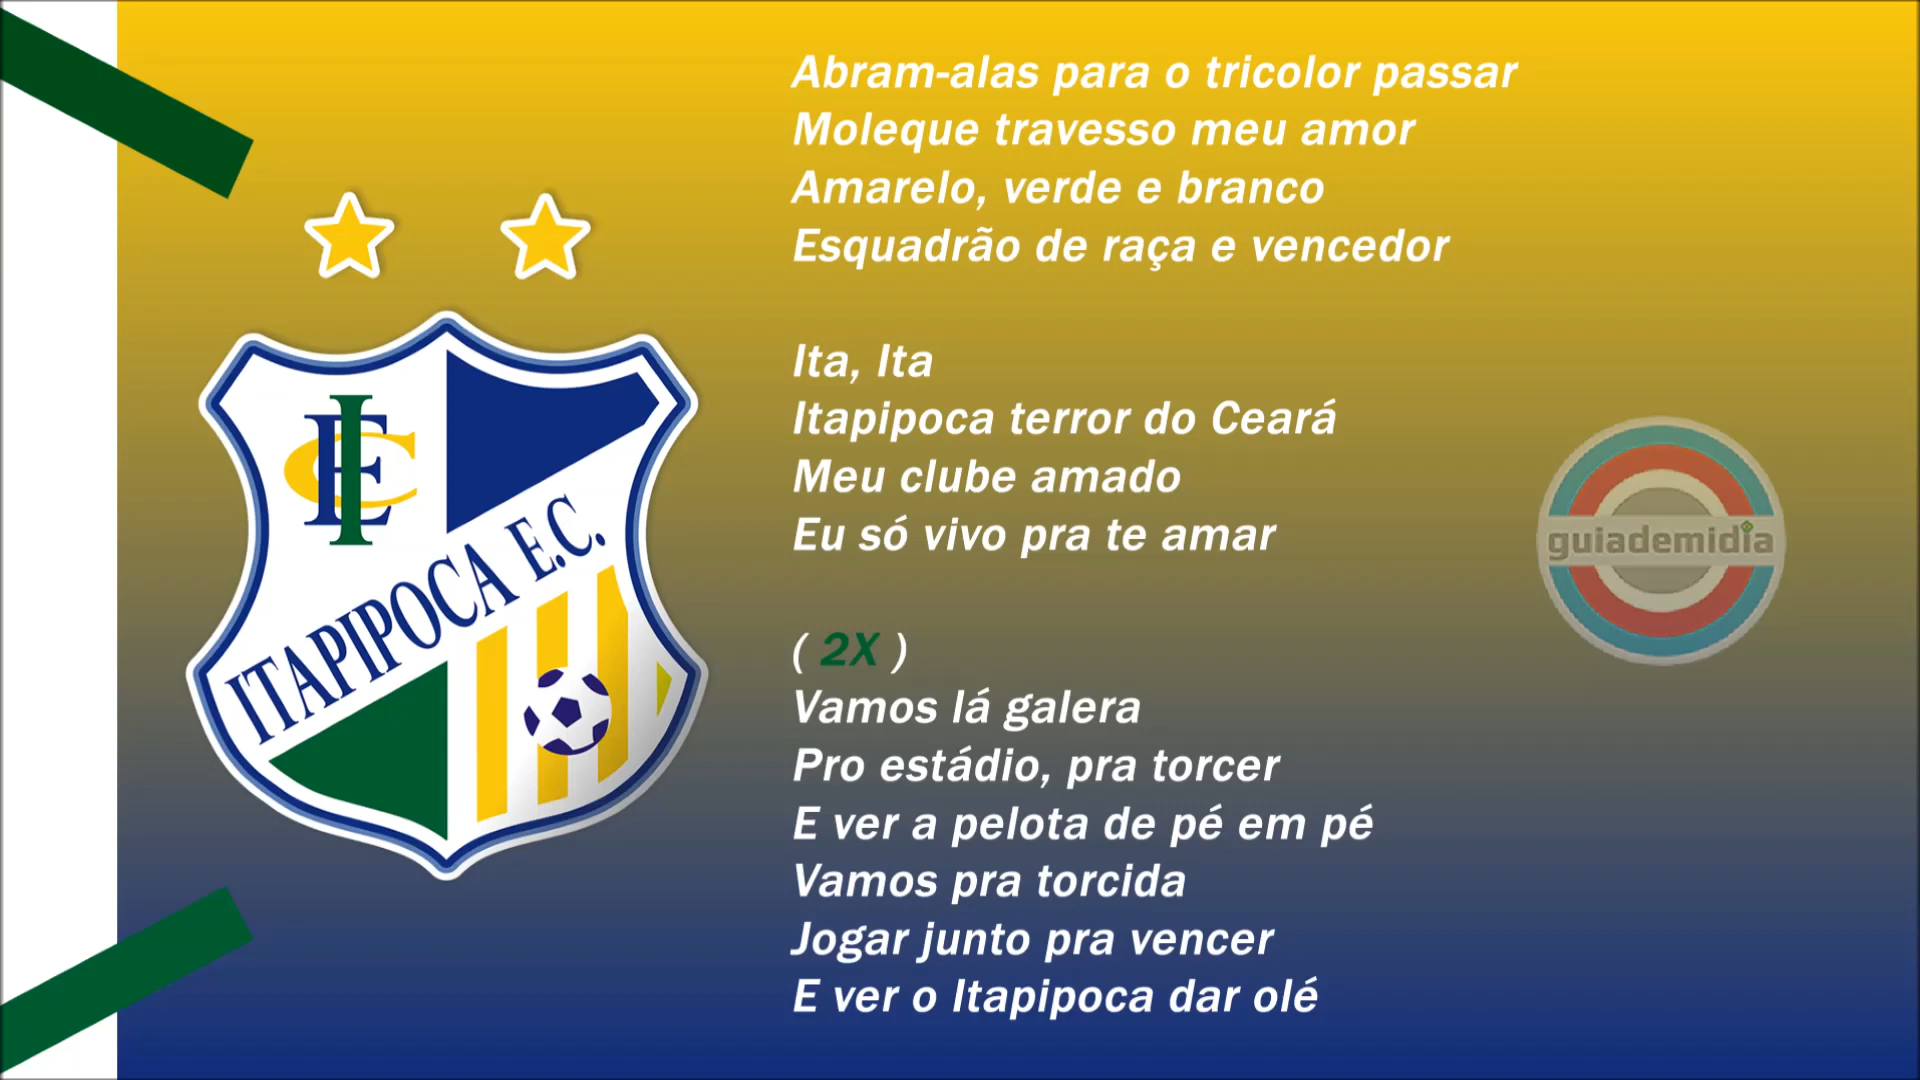 Abram-alas para o tricolor passar
Moleque travesso meu amor
Amarelo, verde e branco
Esquadrão de raça e vencedor
Ita, Ita
Itapipoca terror do Ceará
Meu clube amado
Eu só vivo pra te amar
( 2X )
Vamos lá galera
Pro estádio, pra torcer
E ver a pelota de pé em pé
Vamos pra torcida
Jogar junto pra vencer
E ver o Itapipoca dar olé
ITAPIPOCA E.C.
IEC
guiademidia